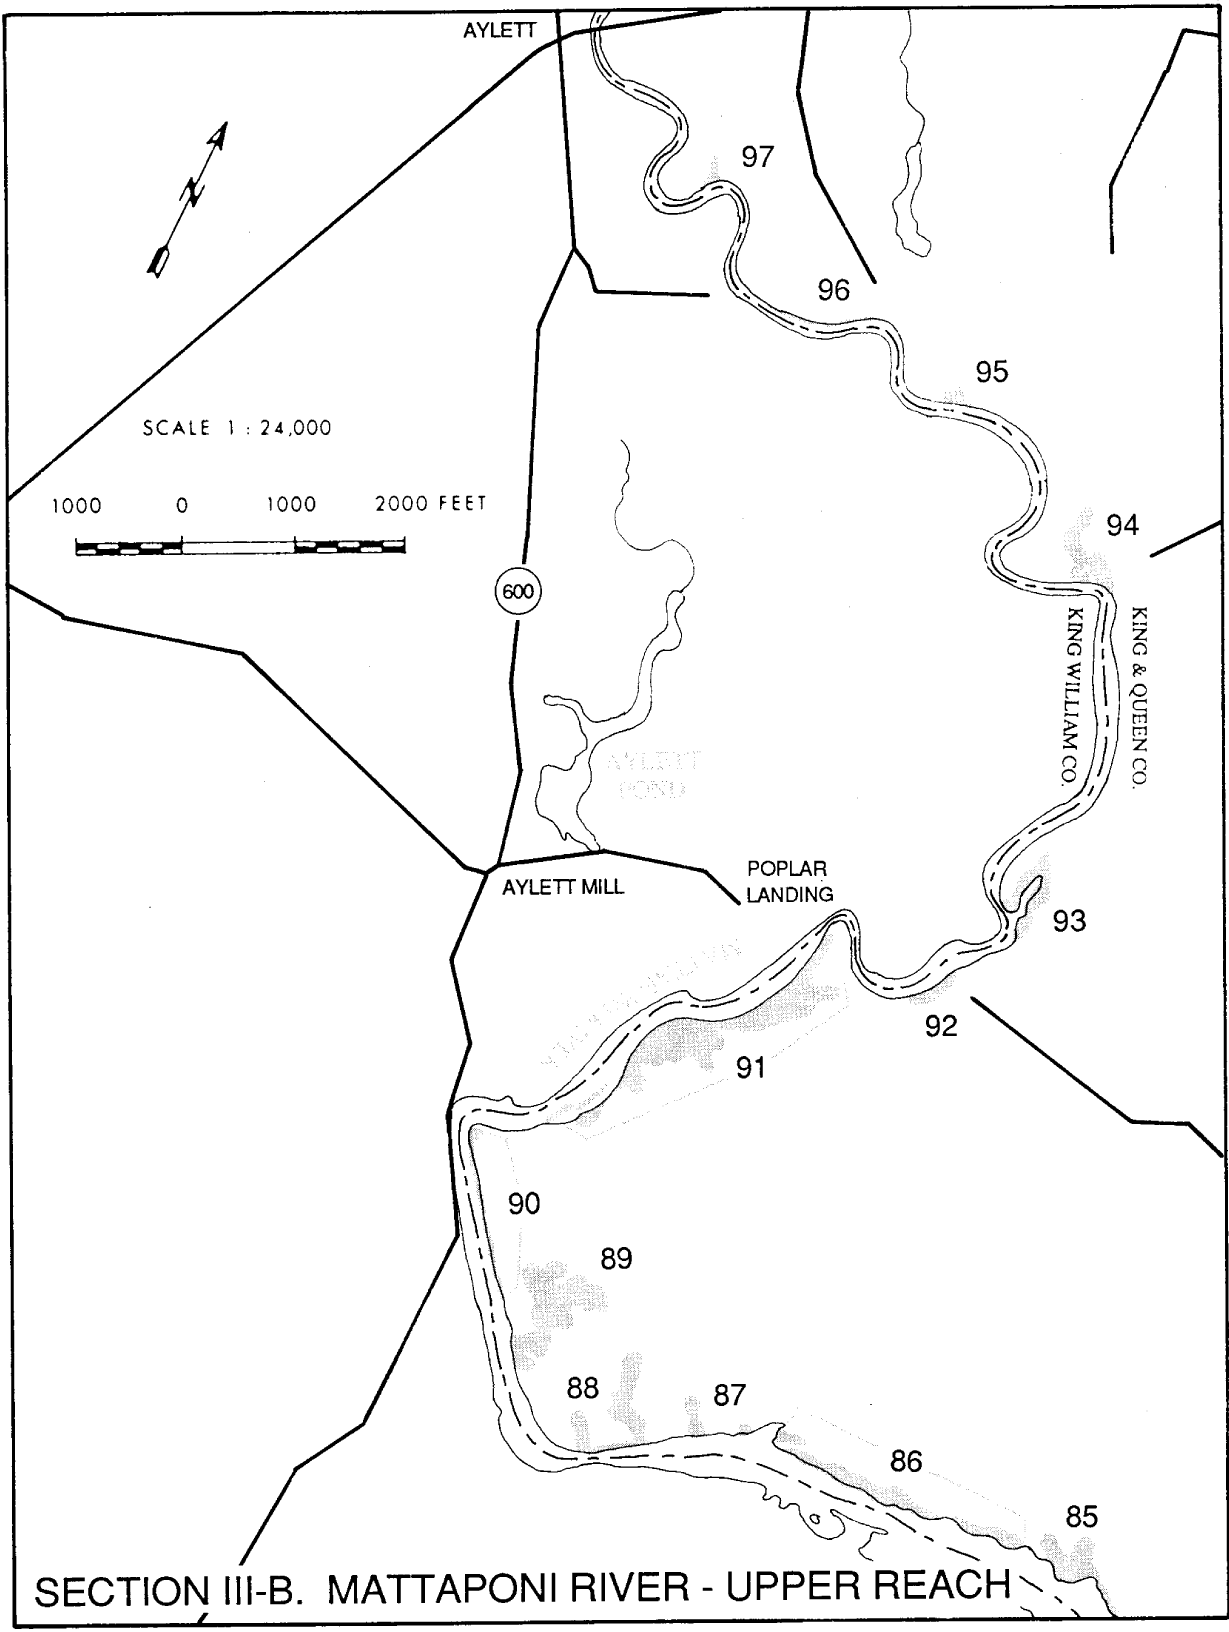 AYLETT
97
N
96
95
SCALE 1 : 24,000
1000 0 1000 2000 FEET
94
600
KING & QUEEN CO.
KING WILLIAM CO.
AYLETT
POND
POPLAR
LANDING
AYLETT MILL
93
MATTAPONI RIVER
92
91
90
89
88
87
86
85
SECTION III-B. MATTAPONI RIVER - UPPER REACH